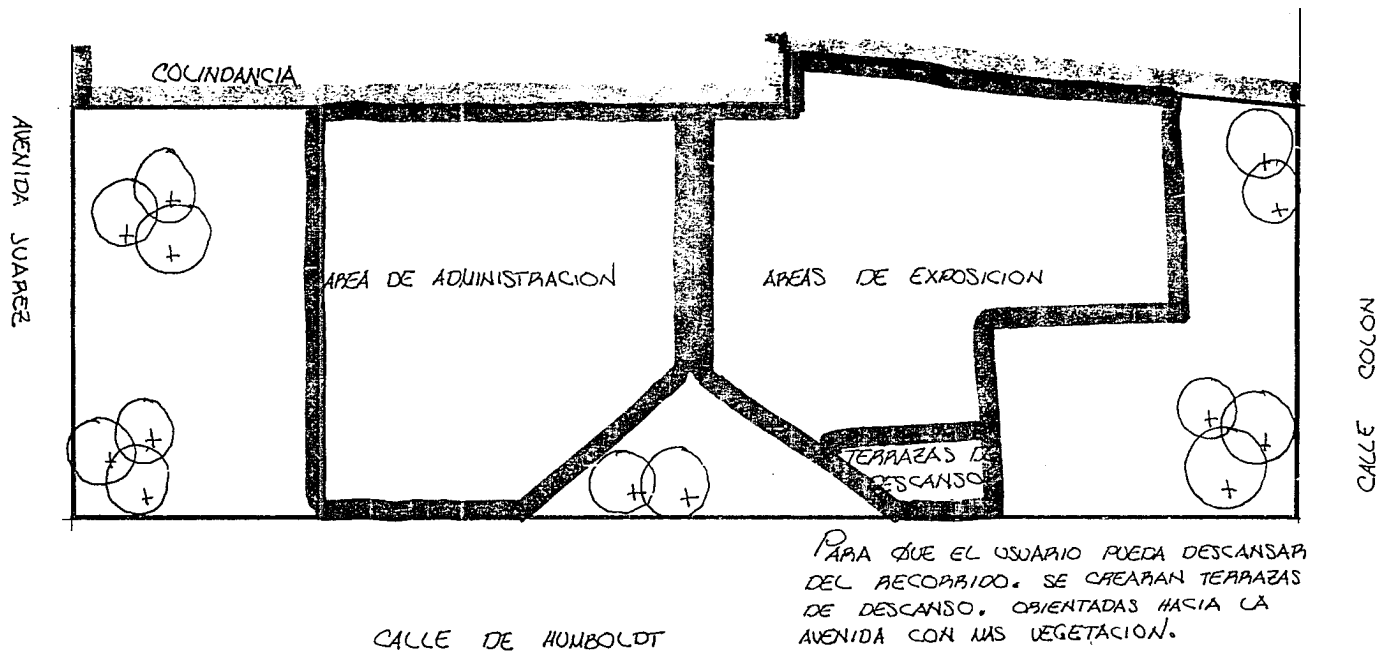 COLINDANCIA
AVENIDA JUAREZ
AREA DE ADMINISTRACION
AREAS DE EXPOSICION
CALLE COLON
TERRAZAS DE
DESCANSO
PARA QUE EL USUARIO PUEDA DESCANSAR
DEL RECORRIDO. SE CREARAN TERRAZAS
DE DESCANSO. ORIENTADAS HACIA LA
AVENIDA CON MAS VEGETACION.
CALLE DE HUMBOLDT